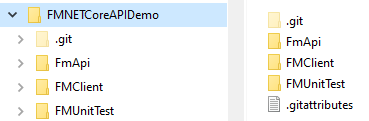 FMNETCoreAPIDemo
.git
FmApi
FMClient
FMUnitTest
.git
FmApi
FMClient
FMUnitTest
.gitattributes